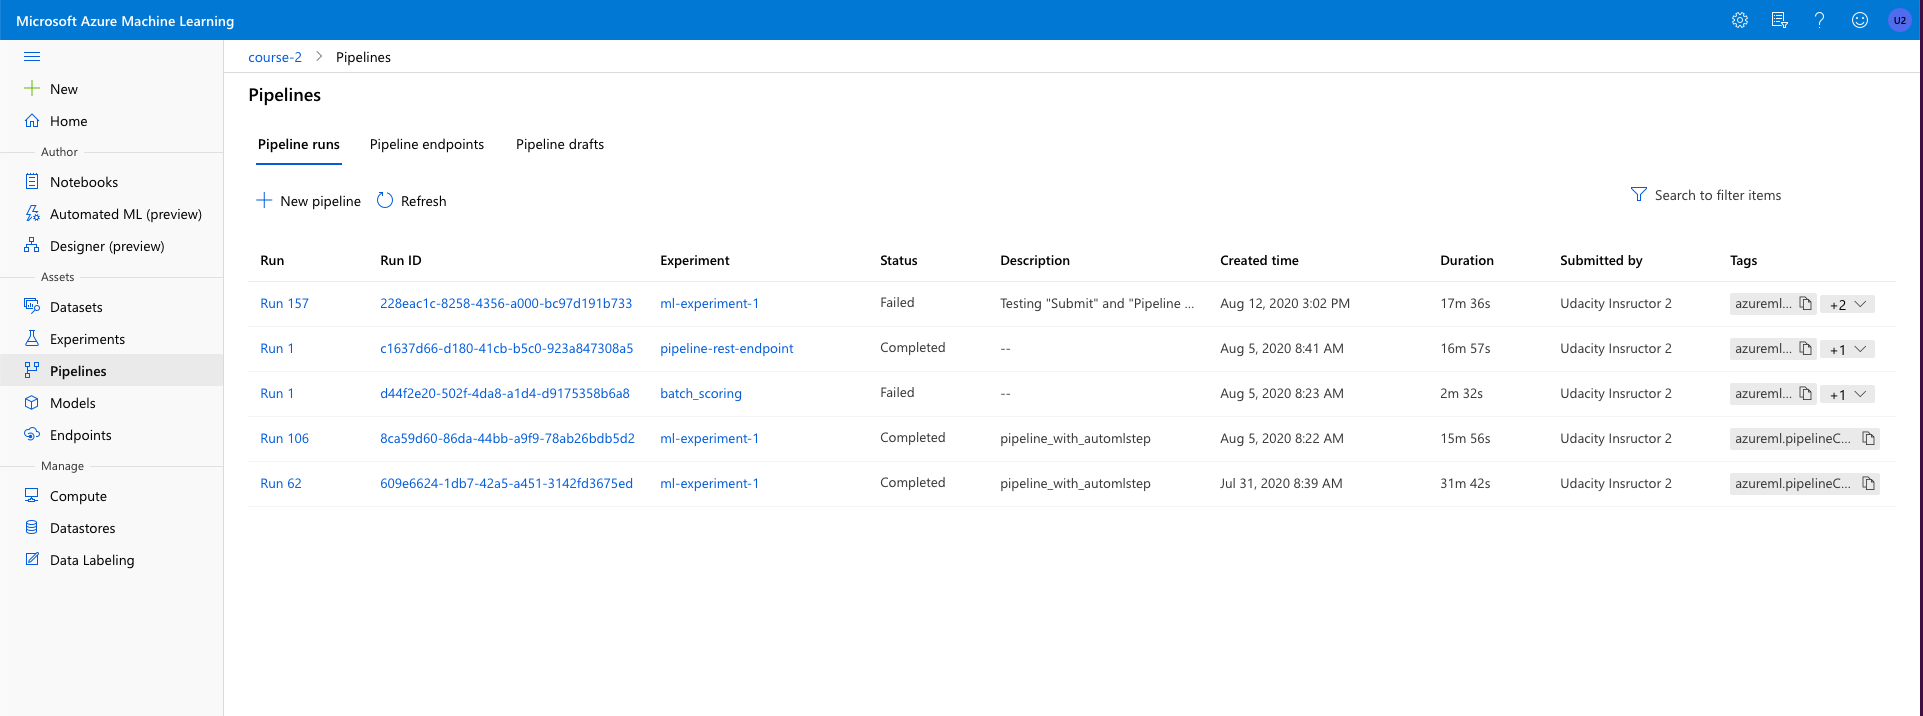 Microsoft Azure Machine Learning
U2
New
Home
Author
Notebooks
Automated ML (preview)
Designer (preview)
Assets
Datasets
Experiments
Pipelines
Models
Endpoints
Manage
Compute
Datastores
Data Labeling
course-2 > Pipelines
Pipelines
Pipeline runs Pipeline endpoints Pipeline drafts
New pipeline Refresh Search to filter items
Run Run ID Experiment Status Description Created time Duration Submitted by Tags
Run 157 228eac1c-8258-4356-a000-bc97d191b733 ml-experiment-1 Failed Testing "Submit" and "Pipeline ... Aug 12, 2020 3:02 PM 17m 36s Udacity Insructor 2 azureml... +2
Run 1 c1637d66-d180-41cb-b5c0-923a847308a5 pipeline-rest-endpoint Completed -- Aug 5, 2020 8:41 AM 16m 57s Udacity Insructor 2 azureml... +1
Run 1 d44f2e20-502f-4da8-a1d4-d9175358b6a8 batch_scoring Failed -- Aug 5, 2020 8:23 AM 2m 32s Udacity Insructor 2 azureml... +1
Run 106 8ca59d60-86da-44bb-a9f9-78ab26bdb5d2 ml-experiment-1 Completed pipeline_with_automlstep Aug 5, 2020 8:22 AM 15m 56s Udacity Insructor 2 azureml.pipelineC...
Run 62 609e6624-1db7-42a5-a451-3142fd3675ed ml-experiment-1 Completed pipeline_with_automlstep Jul 31, 2020 8:39 AM 31m 42s Udacity Insructor 2 azureml.pipelineC...